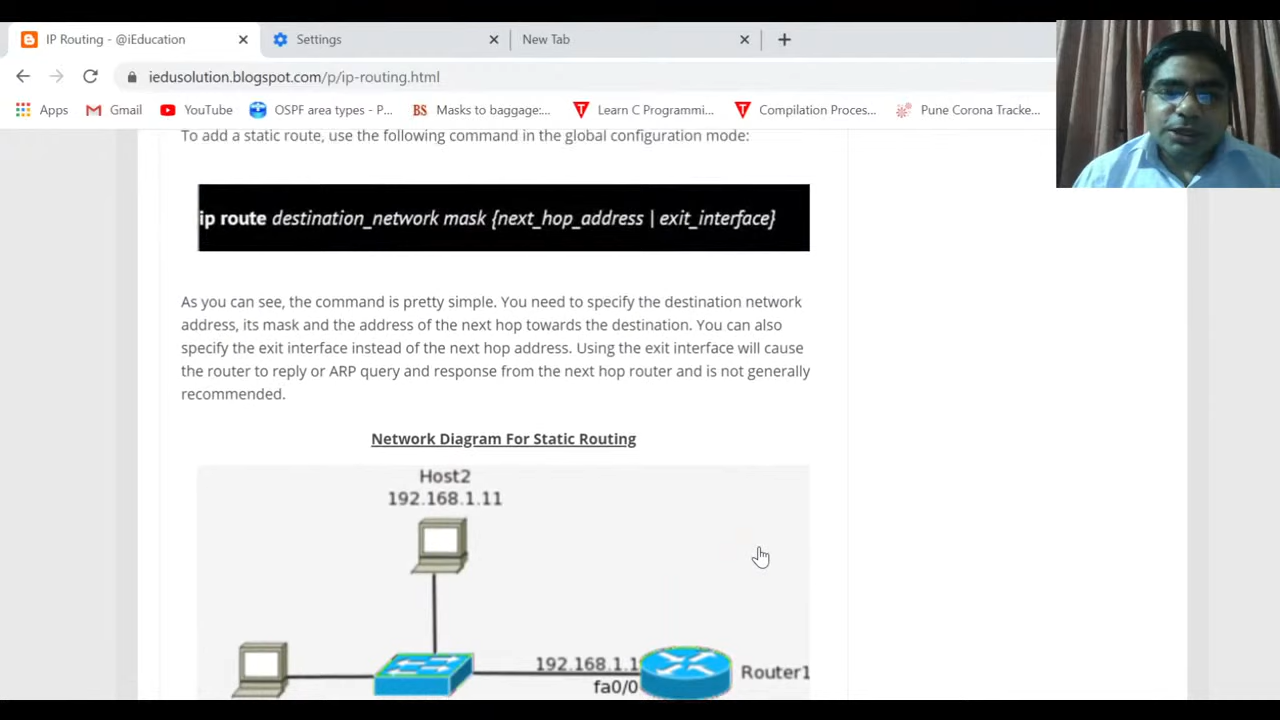 IP Routing - @iEducation
Settings
New Tab
iedusolution.blogspot.com/p/ip-routing.html
Apps
Gmail
YouTube
OSPF area types - P...
BS
Masks to baggage:...
T
Learn C Programmi...
T
Compilation Proces...
Pune Corona Tracke...
To add a static route, use the following command in the global configuration mode:
ip route destination_network mask {next_hop_address | exit_interface}
As you can see, the command is pretty simple. You need to specify the destination network
address, its mask and the address of the next hop towards the destination. You can also
specify the exit interface instead of the next hop address. Using the exit interface will cause
the router to reply or ARP query and response from the next hop router and is not generally
recommended.
Network Diagram For Static Routing
Host2
192.168.1.11
192.168.1.1
fa0/0
Router1